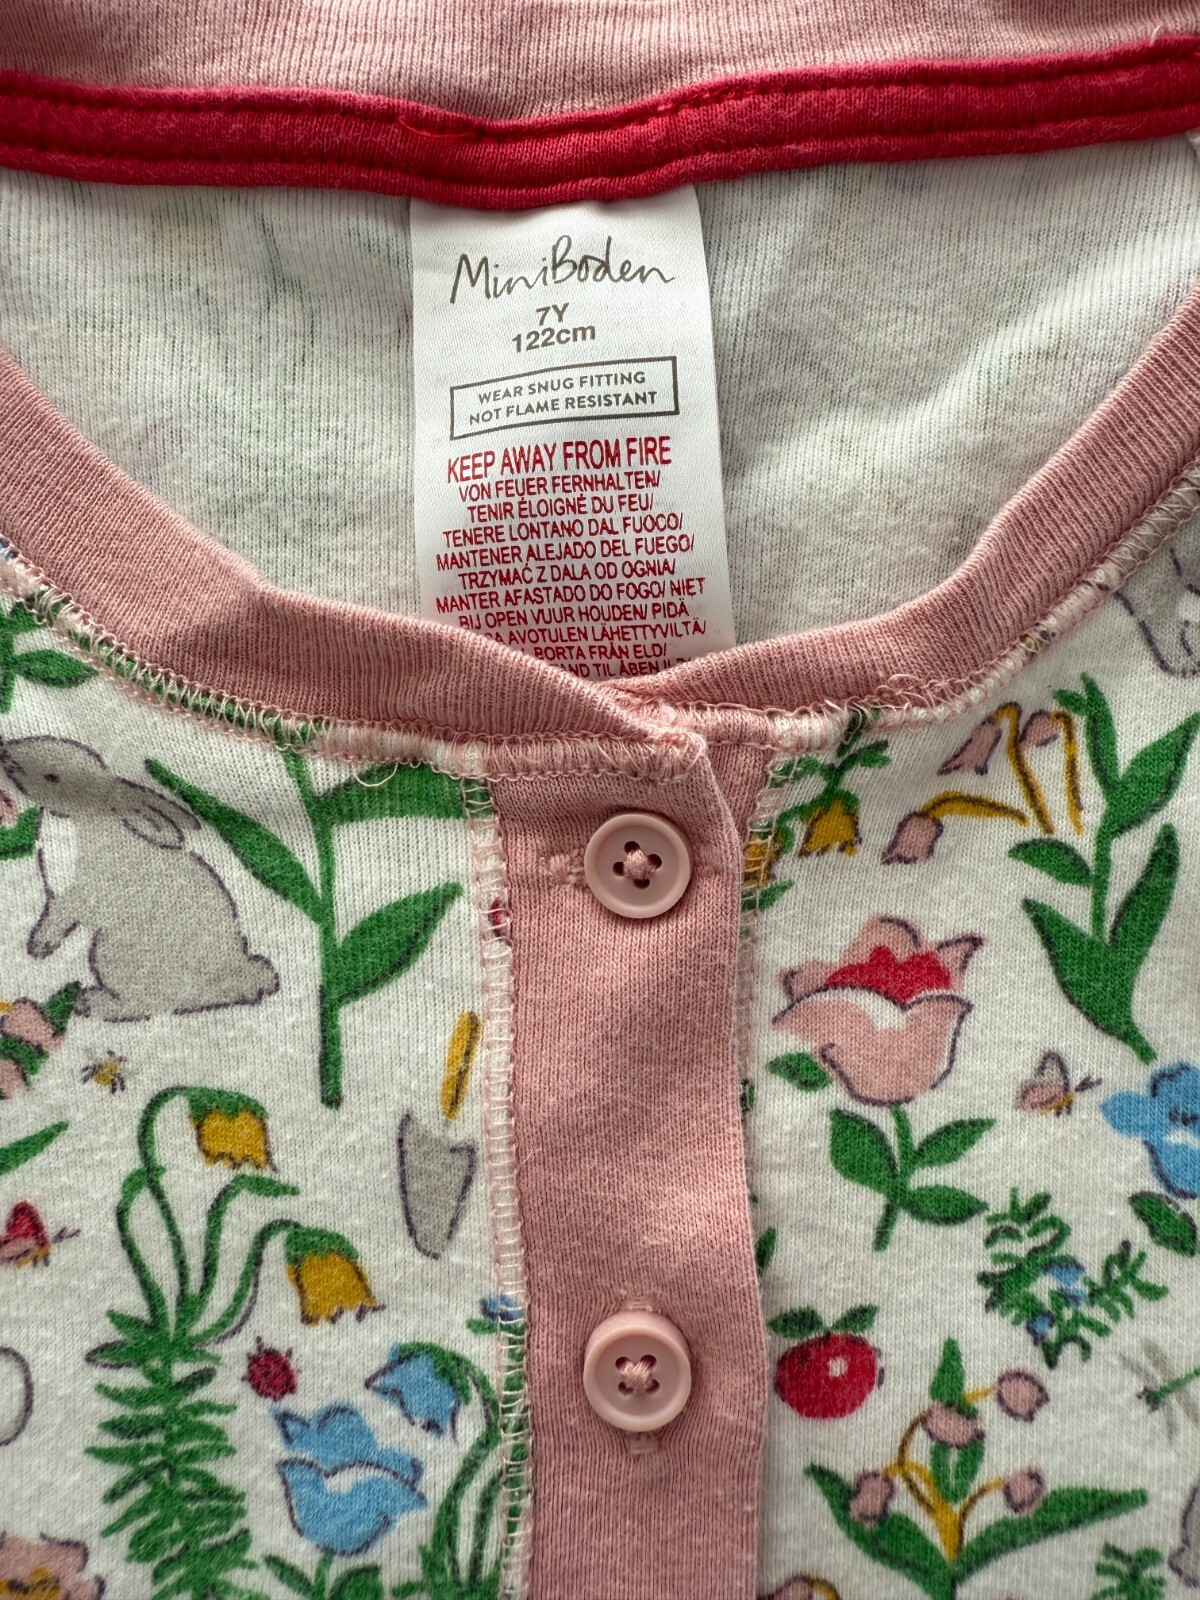 MiniBoden
7Y
122cm
WEAR SNUG FITTING
NOT FLAME RESISTANT
KEEP AWAY FROM FIRE
VON FEUER FERNHALTEN/
TENIR ÉLOIGNÉ DU FEU/
TENERE LONTANO DAL FUOCO/
MANTENER ALEJADO DEL FUEGO/
TRZYMAĆ Z DALA OD OGNIA/
MANTER AFASTADO DO FOGO/ NIET
BIJ OPEN VUUR HOUDEN/ PIDÄ
AVOTULEN LÄHETTYVILTÄ/
BORTA FRÅN ELD/
TIL ÅBEN